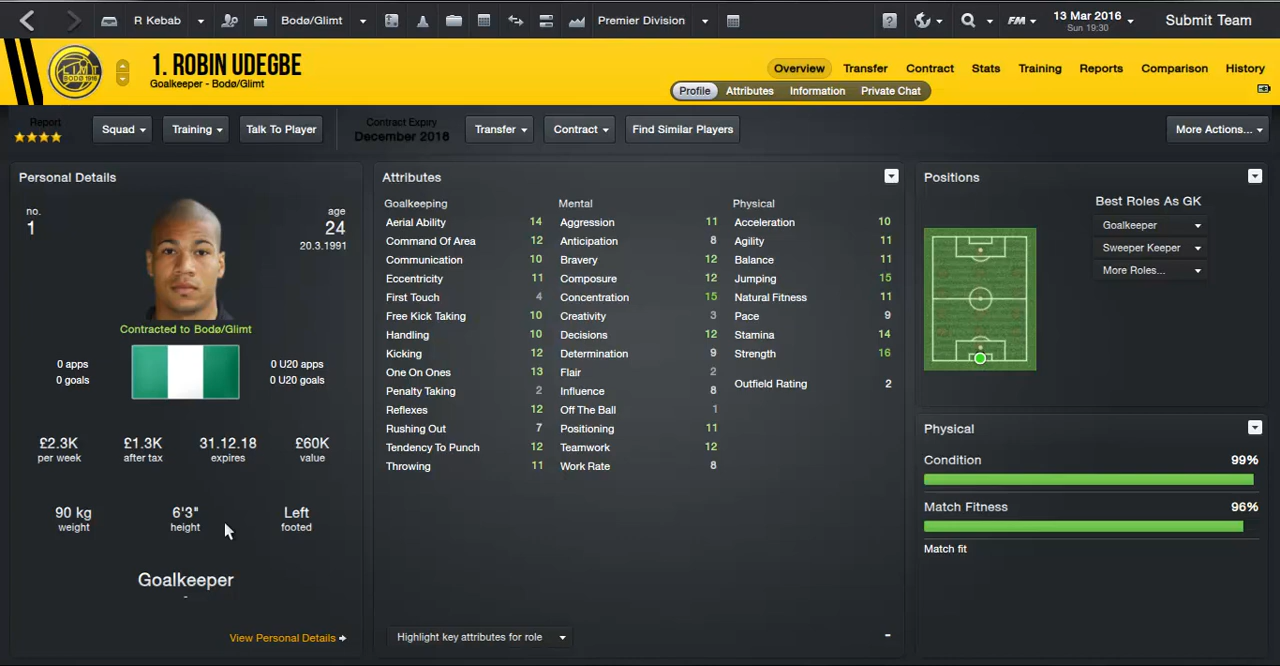 R Kebab
Bodø/Glimt
Premier Division
?
FM
13 Mar 2016
Sun 19:30
Submit Team
1. ROBIN UDEGBE
Goalkeeper - Bodø/Glimt
Overview Transfer Contract Stats Training Reports Comparison History
Profile Attributes Information Private Chat
Report
Squad
Training
Talk To Player
Contract Expiry
December 2018
Transfer
Contract
Find Similar Players
More Actions...
Personal Details
no.
1
age
24
20.3.1991
Contracted to Bodø/Glimt
0 apps
0 goals
0 U20 apps
0 U20 goals
£2.3K
per week
£1.3K
after tax
31.12.18
expires
£60K
value
90 kg
weight
6'3"
height
Left
footed
Goalkeeper
-
View Personal Details
Attributes
Goalkeeping
Aerial Ability 14
Command Of Area 12
Communication 10
Eccentricity 11
First Touch 4
Free Kick Taking 10
Handling 10
Kicking 12
One On Ones 13
Penalty Taking 2
Reflexes 12
Rushing Out 7
Tendency To Punch 12
Throwing 11
Mental
Aggression 11
Anticipation 8
Bravery 12
Composure 12
Concentration 15
Creativity 3
Decisions 12
Determination 9
Flair 2
Influence 8
Off The Ball 1
Positioning 11
Teamwork 12
Work Rate 8
Physical
Acceleration 10
Agility 11
Balance 11
Jumping 15
Natural Fitness 11
Pace 9
Stamina 14
Strength 16
Outfield Rating 2
Highlight key attributes for role
-
Positions
Best Roles As GK
Goalkeeper
Sweeper Keeper
More Roles...
Physical
Condition 99%
Match Fitness 96%
Match fit